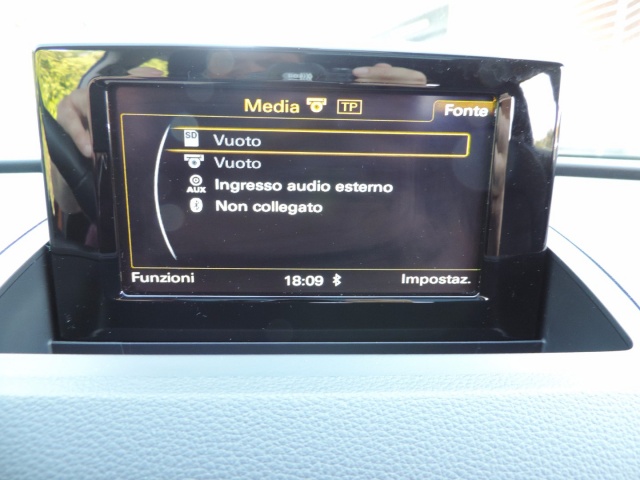 Media TP Fonte
SD Vuoto
Vuoto
AUX Ingresso audio esterno
Non collegato
Funzioni 18:09 Impostaz.